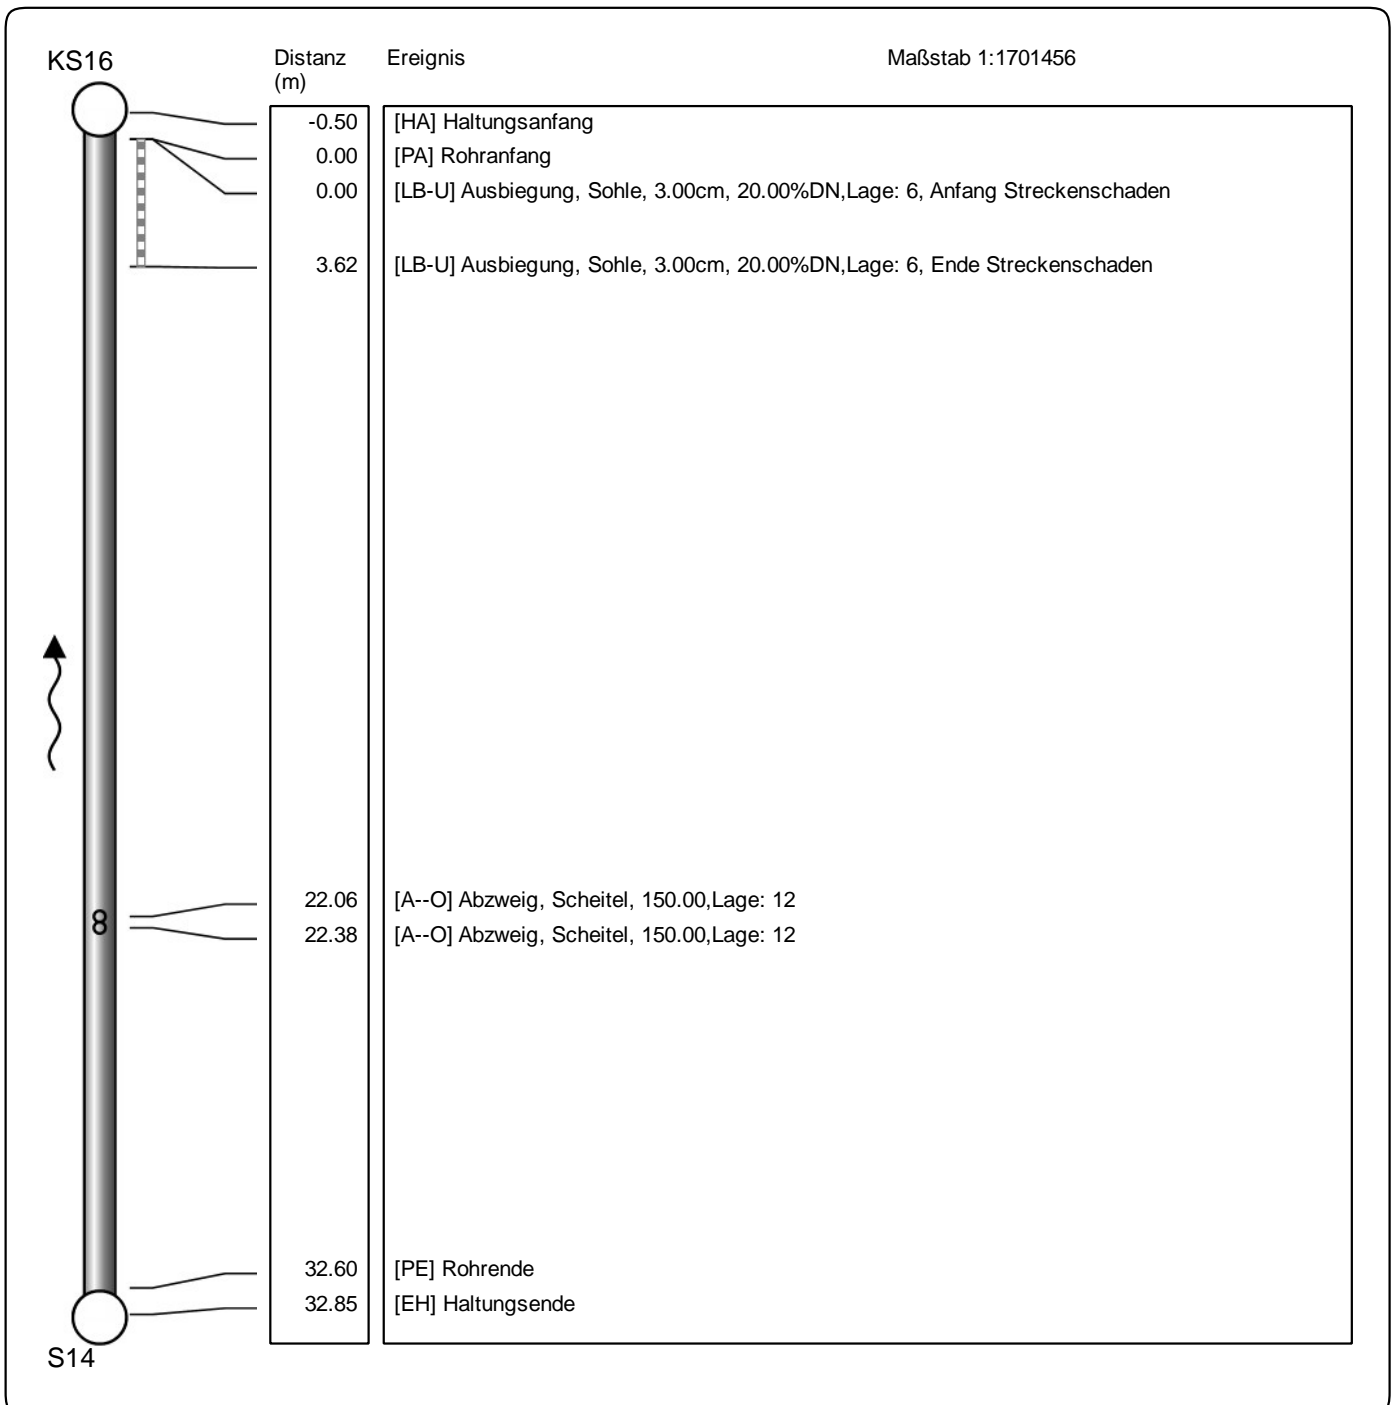 KS16
Distanz (m) Ereignis Maßstab 1:1701456
-0.50 [HA] Haltungsanfang
0.00 [PA] Rohranfang
0.00 [LB-U] Ausbiegung, Sohle, 3.00cm, 20.00%DN,Lage: 6, Anfang Streckenschaden
3.62 [LB-U] Ausbiegung, Sohle, 3.00cm, 20.00%DN,Lage: 6, Ende Streckenschaden
22.06 [A--O] Abzweig, Scheitel, 150.00,Lage: 12
22.38 [A--O] Abzweig, Scheitel, 150.00,Lage: 12
32.60 [PE] Rohrende
32.85 [EH] Haltungsende
S14